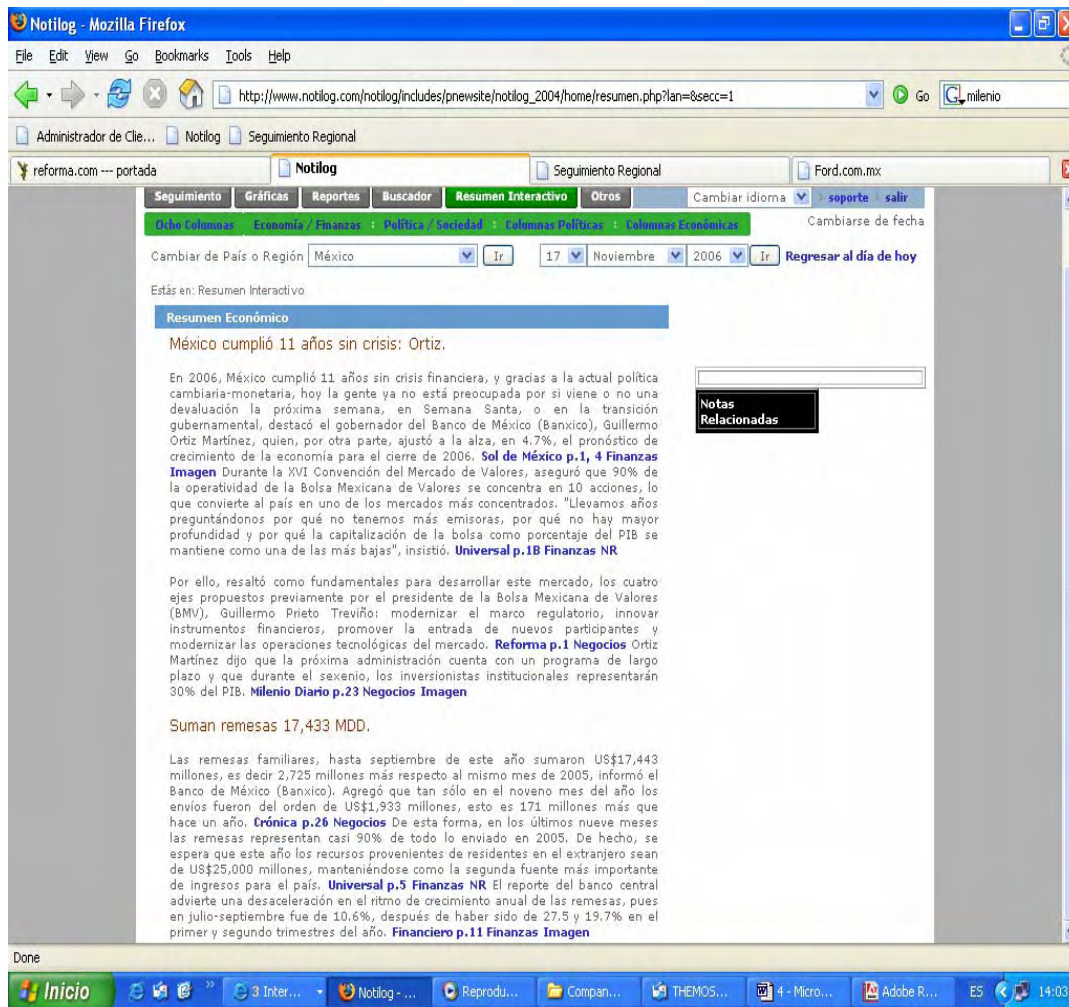 Notilog - Mozilla Firefox
File Edit View Go Bookmarks Tools Help
http://www.notilog.com/notilog/includes/pnewsite/notilog_2004/home/resumen.php?lan=&secc=1 Go milenio
Administrador de Clie... Notilog Seguimiento Regional
reforma.com --- portada Notilog Seguimiento Regional Ford.com.mx
Seguimiento Gráficas Reportes Buscador Resumen Interactivo Otros Cambiar idioma soporte salir
Ocho Columnas Economía / Finanzas Política / Sociedad Columnas Políticas Columnas Económicas Cambiarse de fecha
Cambiar de País o Región México Ir 17 Noviembre 2006 Ir Regresar al día de hoy
Estás en: Resumen Interactivo
Resumen Económico
México cumplió 11 años sin crisis: Ortiz.
En 2006, México cumplió 11 años sin crisis financiera, y gracias a la actual política
cambiaria-monetaria, hoy la gente ya no está preocupada por si viene o no una
devaluación la próxima semana, en Semana Santa, o en la transición
gubernamental, destacó el gobernador del Banco de México (Banxico), Guillermo
Ortiz Martínez, quien, por otra parte, ajustó a la alza, en 4.7%, el pronóstico de
crecimiento de la economía para el cierre de 2006. Sol de México p.1, 4 Finanzas
Imagen Durante la XVI Convención del Mercado de Valores, aseguró que 90% de
la operatividad de la Bolsa Mexicana de Valores se concentra en 10 acciones, lo
que convierte al país en uno de los mercados más concentrados. "Llevamos años
preguntándonos por qué no tenemos más emisoras, por qué no hay mayor
profundidad y por qué la capitalización de la bolsa como porcentaje del PIB se
mantiene como una de las más bajas", insistió. Universal p.1B Finanzas NR
Por ello, resaltó como fundamentales para desarrollar este mercado, los cuatro
ejes propuestos previamente por el presidente de la Bolsa Mexicana de Valores
(BMV), Guillermo Prieto Treviño: modernizar el marco regulatorio, innovar
instrumentos financieros, promover la entrada de nuevos participantes y
modernizar las operaciones tecnológicas del mercado. Reforma p.1 Negocios Ortiz
Martínez dijo que la próxima administración cuenta con un programa de largo
plazo y que durante el sexenio, los inversionistas institucionales representarán
30% del PIB. Milenio Diario p.23 Negocios Imagen
Suman remesas 17,433 MDD.
Las remesas familiares, hasta septiembre de este año sumaron US$17,443
millones, es decir 2,725 millones más respecto al mismo mes de 2005, informó el
Banco de México (Banxico). Agregó que tan sólo en el noveno mes del año los
envíos fueron del orden de US$1,933 millones, esto es 171 millones más que
hace un año. Crónica p.26 Negocios De esta forma, en los últimos nueve meses
las remesas representan casi 90% de todo lo enviado en 2005. De hecho, se
espera que este año los recursos provenientes de residentes en el extranjero sean
de US$25,000 millones, manteniéndose como la segunda fuente más importante
de ingresos para el país. Universal p.5 Finanzas NR El reporte del banco central
advierte una desaceleración en el ritmo de crecimiento anual de las remesas, pues
en julio-septiembre fue de 10.6%, después de haber sido de 27.5 y 19.7% en el
primer y segundo trimestres del año. Financiero p.11 Finanzas Imagen
Notas
Relacionadas
Done
Inicio 3 Inter... Notilog - ... Reprodu... Compan... THEMOS... 4 - Micro... Adobe R... ES 14:03